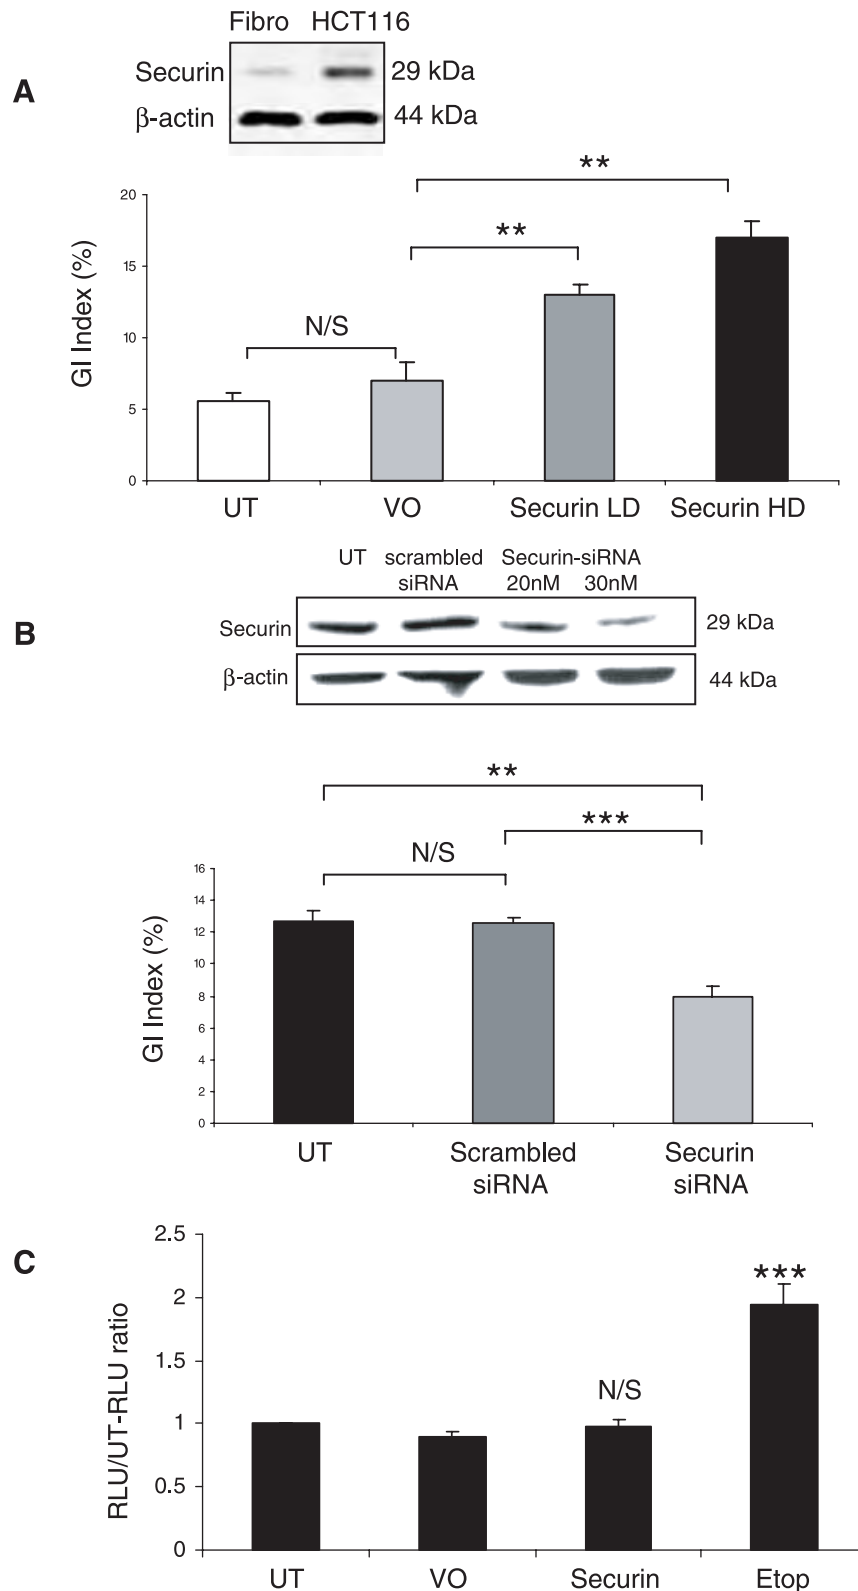 Fibro HCT116
A
Securin 29 kDa
β-actin 44 kDa
**
**
N/S
GI Index (%)
20
15
10
5
0
UT VO Securin LD Securin HD
B
UT scrambled siRNA Securin-siRNA
20nM 30nM
Securin 29 kDa
β-actin 44 kDa
**
***
N/S
GI Index (%)
16
14
12
10
8
6
4
2
0
UT Scrambled siRNA Securin siRNA
C
***
N/S
RLU/UT-RLU ratio
2.5
2
1.5
1
0.5
0
UT VO Securin Etop